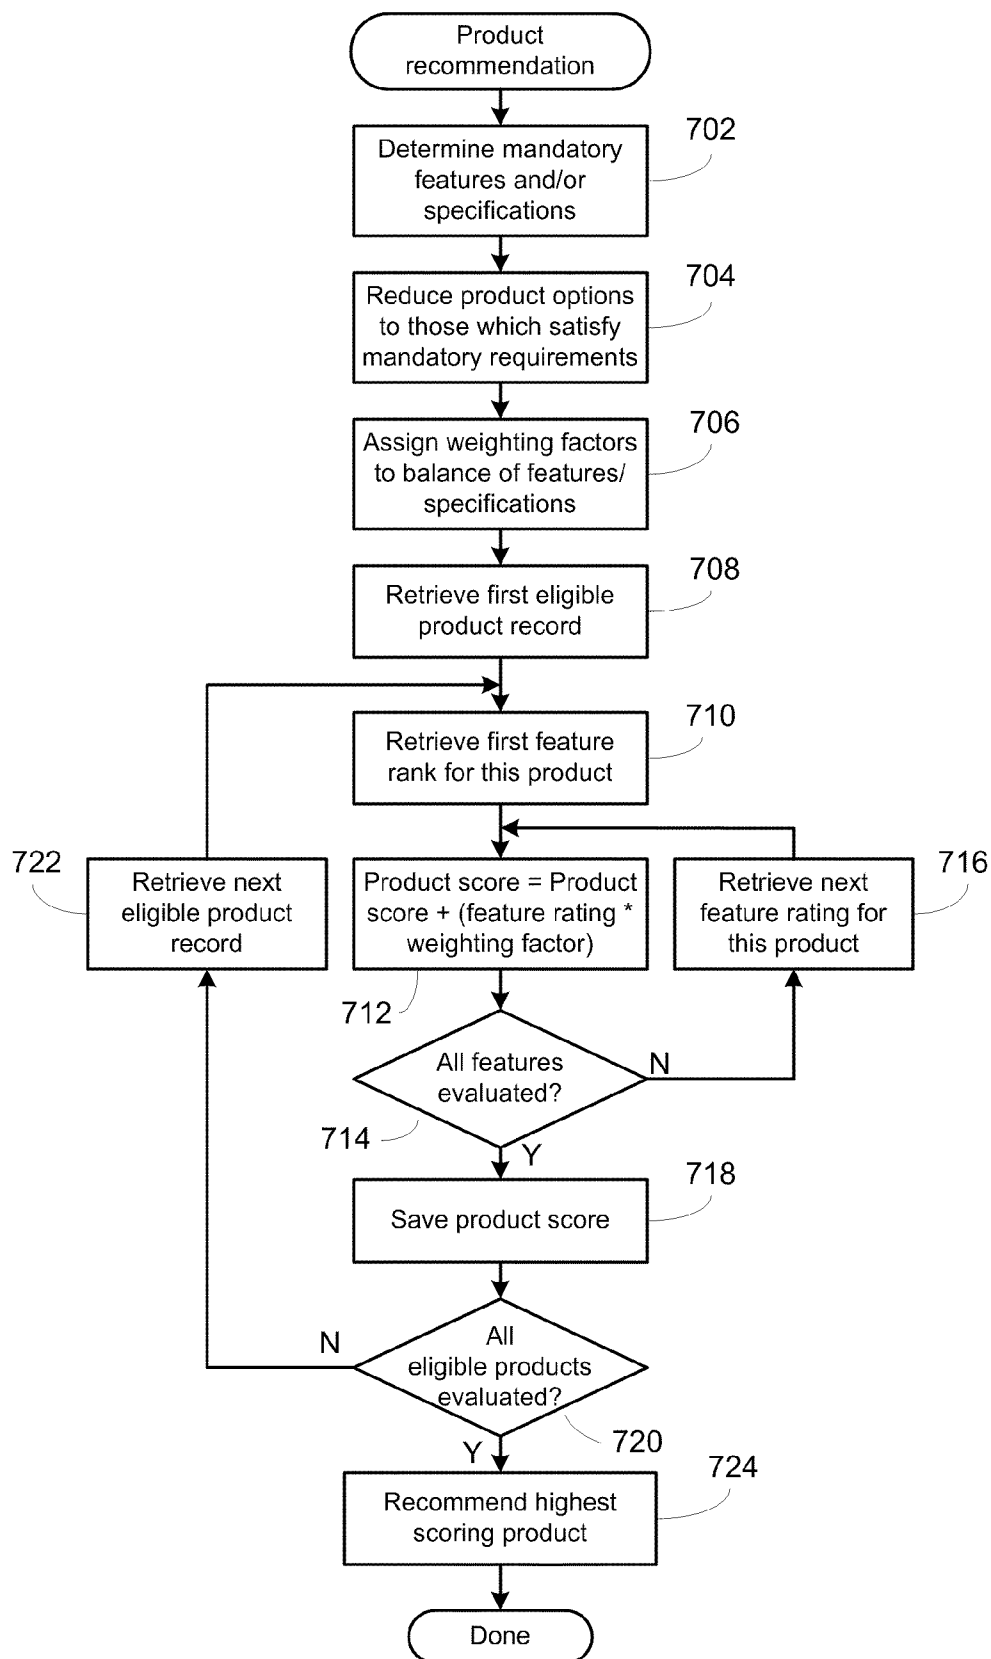 Product
recommendation
702
Determine mandatory
features and/or
specifications
704
Reduce product options
to those which satisfy
mandatory requirements
706
Assign weighting factors
to balance of features/
specifications
708
Retrieve first eligible
product record
710
Retrieve first feature
rank for this product
722
Retrieve next
eligible product
record
Product score = Product
score + (feature rating *
weighting factor)
712
716
Retrieve next
feature rating for
this product
All features
evaluated?
N
714
Y
718
Save product score
N
All
eligible products
evaluated?
720
Y
724
Recommend highest
scoring product
Done